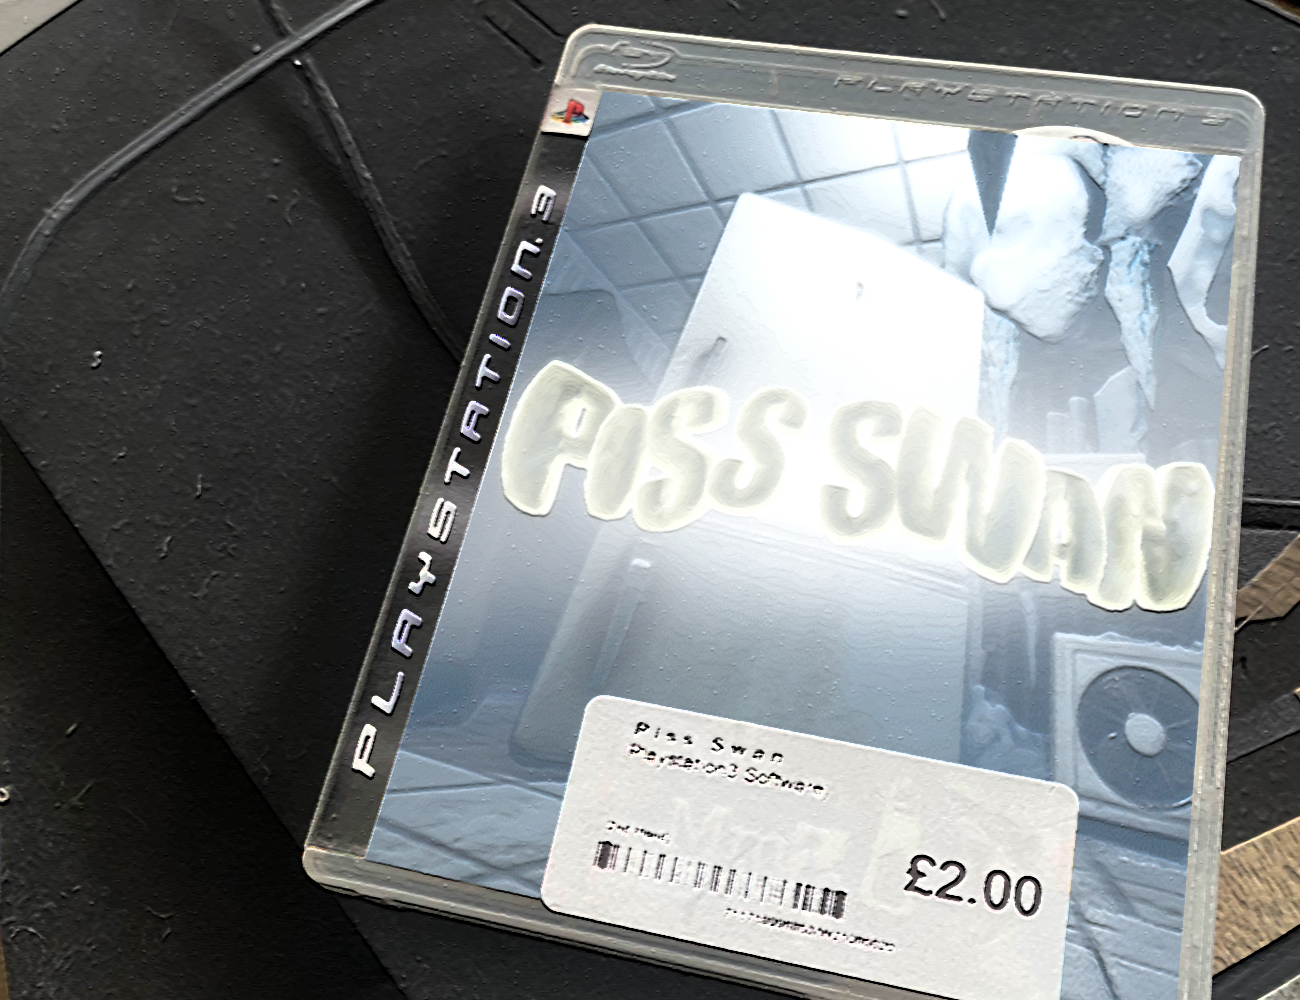 PLAYSTATION 3
PLAYSTATION.3
PISS SWAN
Piss Swan
Playstation3 Software
£2.00